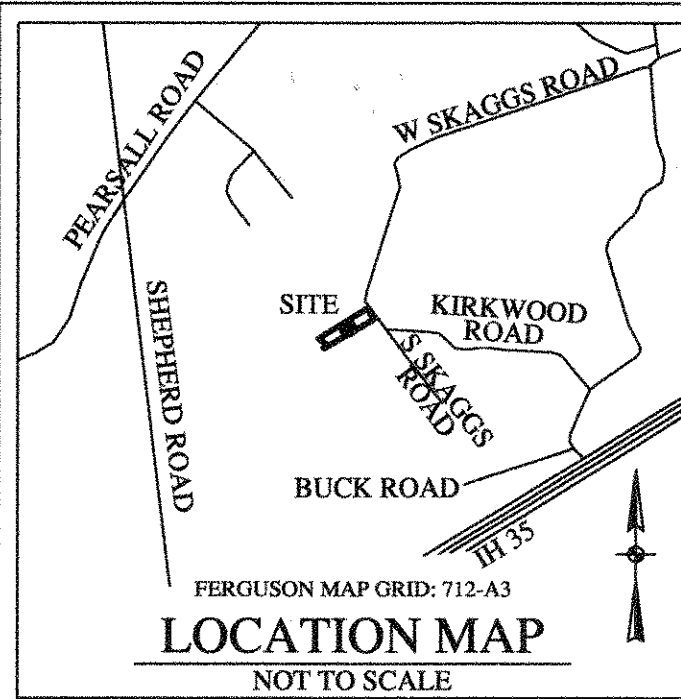 PEARSALL ROAD
W SKAGGS ROAD
SHEPHERD ROAD
SITE
KIRKWOOD
ROAD
S SKAGGS
ROAD
BUCK ROAD
IH 35
FERGUSON MAP GRID: 712-A3
LOCATION MAP
NOT TO SCALE